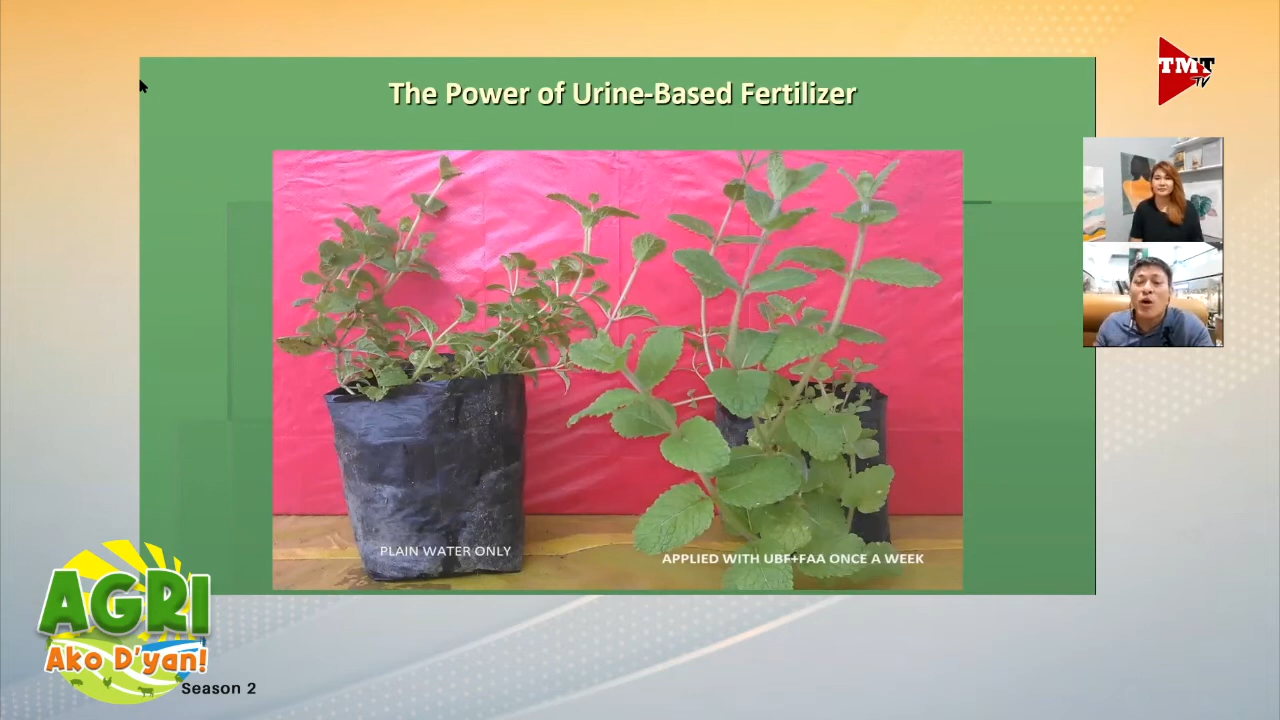 The Power of Urine-Based Fertilizer
TMT
TV
PLAIN WATER ONLY
APPLIED WITH UBF+FAA ONCE A WEEK
AGRI
Ako D'yan!
Season 2